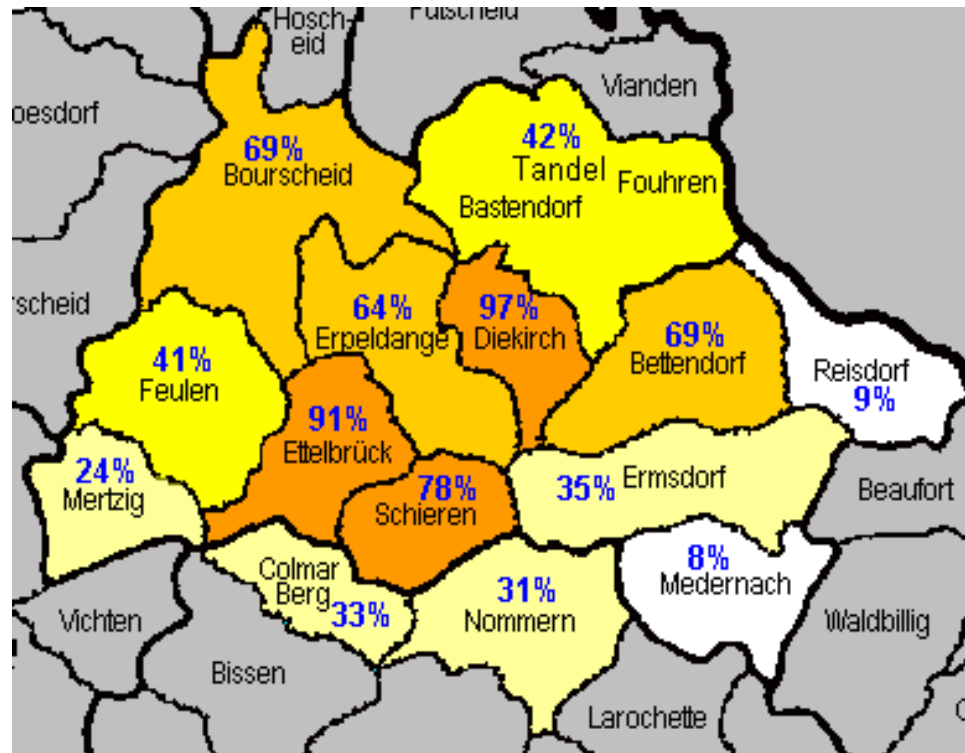 Hosch-
eid
Putscheid
Vianden
oesdorf
69%
Bourscheid
42%
Tandel
Fouhren
Bastendorf
rscheid
64%
Erpeldange
97%
Diekirch
69%
Bettendorf
Reisdorf
9%
41%
Feulen
91%
Ettelbrück
24%
Mertzig
78%
Schieren
35%
Ermsdorf
Beaufort
Colmar
Berg
33%
31%
Nommern
8%
Medernach
Vichten
Waldbillig
Bissen
Larochette